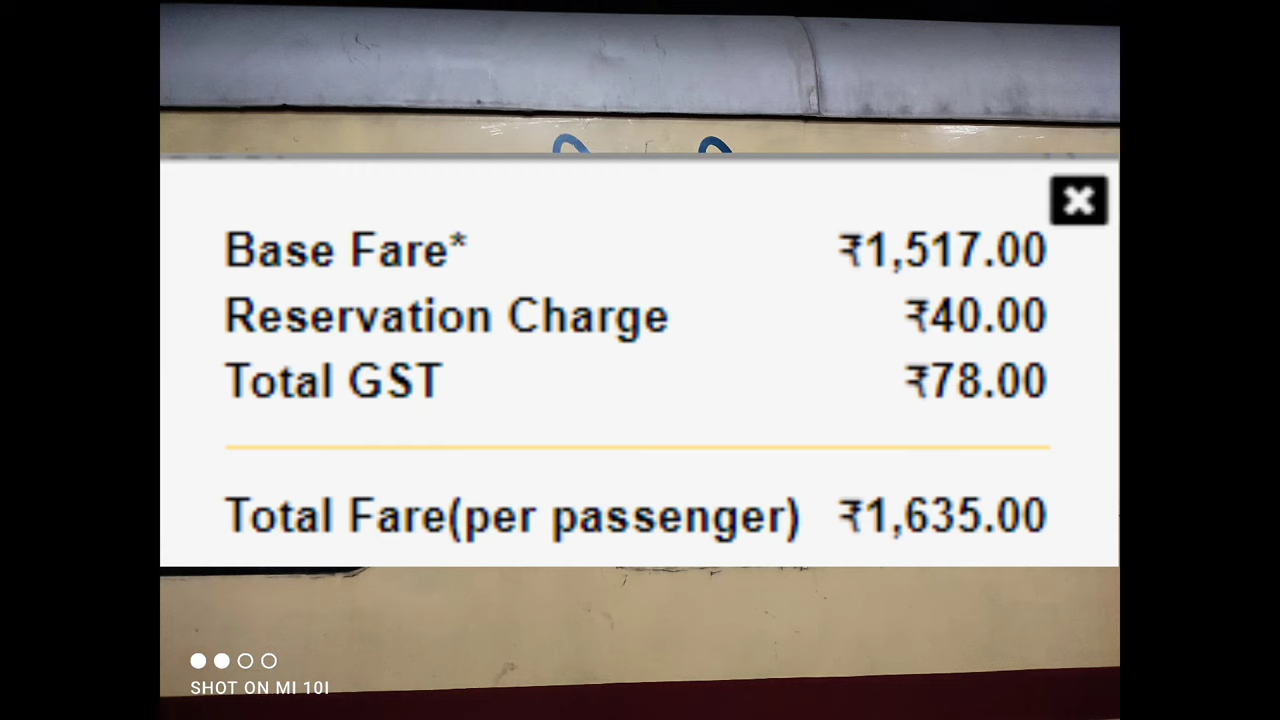 Base Fare* ₹1,517.00
Reservation Charge ₹40.00
Total GST ₹78.00
Total Fare(per passenger) ₹1,635.00
SHOT ON MI 10I